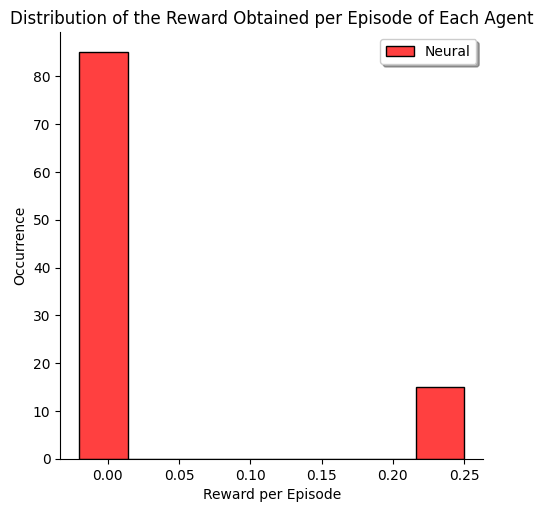 Distribution of the Reward Obtained per Episode of Each Agent
Neural
80
70
60
50
40
30
20
10
0
Occurrence
0.00 0.05 0.10 0.15 0.20 0.25
Reward per Episode